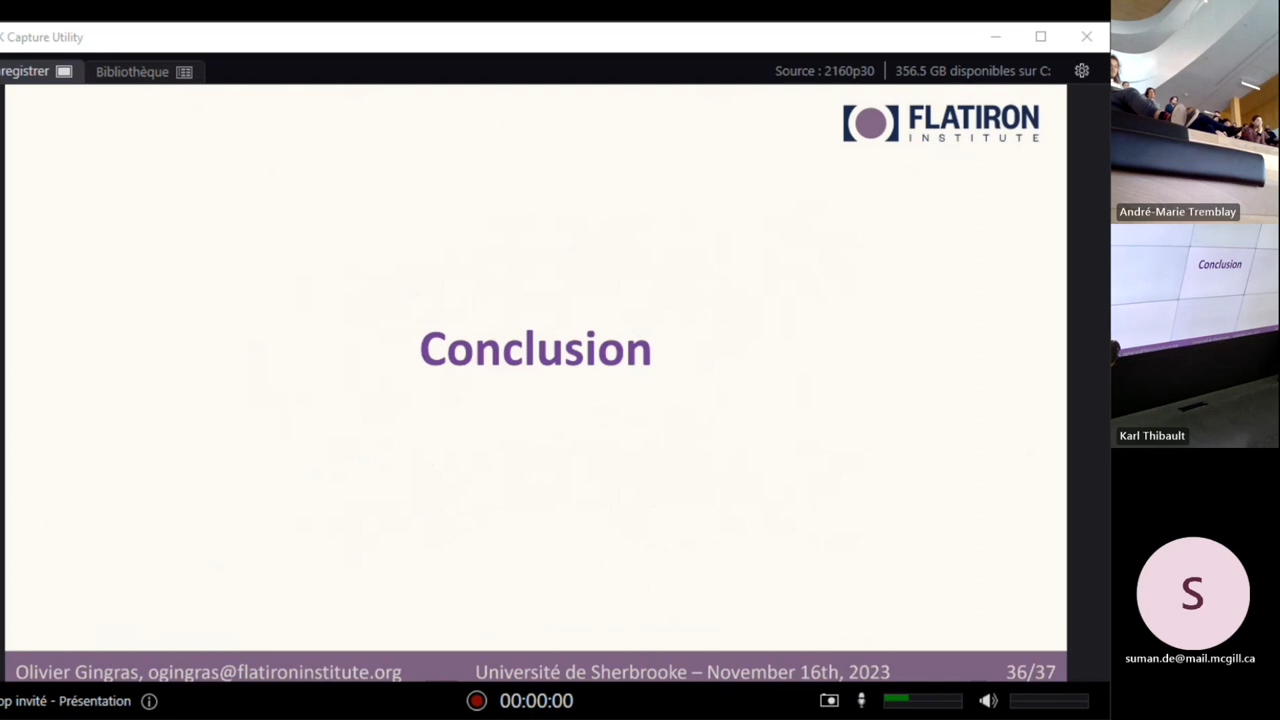 Capture Utility
registrer
Bibliothèque
Source : 2160p30
356.5 GB disponibles sur C:
FLATIRON
INSTITUTE
Conclusion
Olivier Gingras, ogingras@flatironinstitute.org
Université de Sherbrooke – November 16th, 2023
36/37
op invité - Présentation
00:00:00
André-Marie Tremblay
Conclusion
Karl Thibault
S
suman.de@mail.mcgill.ca